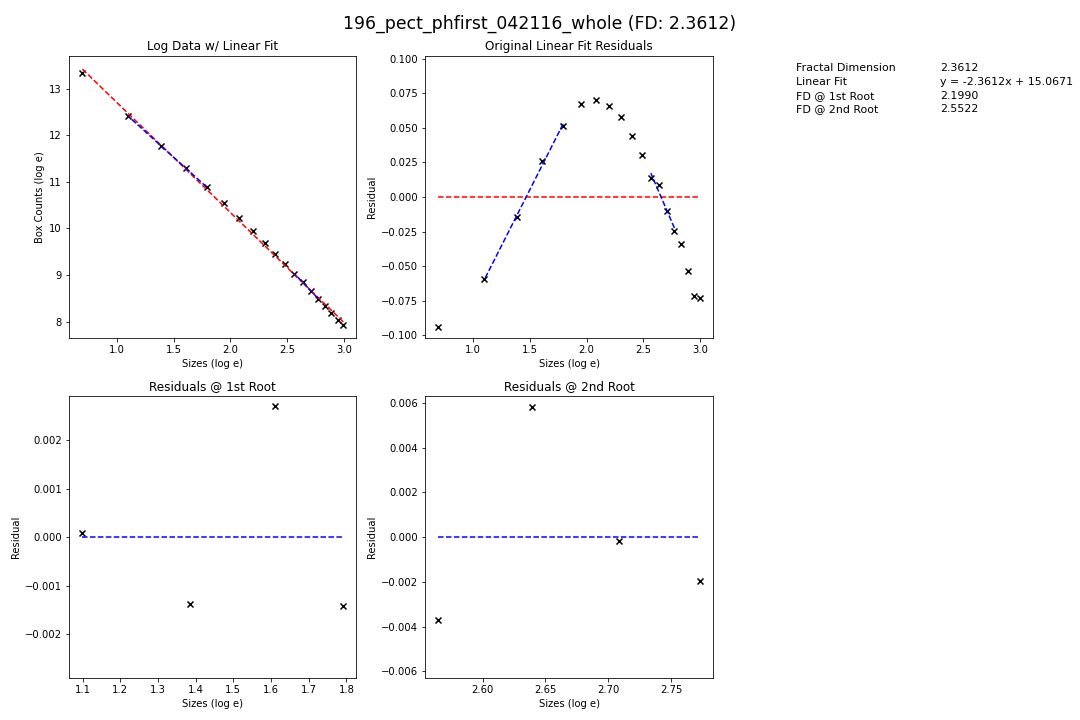 196_pect_phfirst_042116_whole (FD: 2.3612)
Log Data w/ Linear Fit
Box Counts (log e)
13
12
11
10
9
8
1.0 1.5 2.0 2.5 3.0
Sizes (log e)
Original Linear Fit Residuals
Residual
0.100
0.075
0.050
0.025
0.000
−0.025
−0.050
−0.075
−0.100
1.0 1.5 2.0 2.5 3.0
Sizes (log e)
Fractal Dimension 2.3612
Linear Fit y = -2.3612x + 15.0671
FD @ 1st Root 2.1990
FD @ 2nd Root 2.5522
Residuals @ 1st Root
Residual
0.002
0.001
0.000
−0.001
−0.002
1.1 1.2 1.3 1.4 1.5 1.6 1.7 1.8
Sizes (log e)
Residuals @ 2nd Root
Residual
0.006
0.004
0.002
0.000
−0.002
−0.004
−0.006
2.60 2.65 2.70 2.75
Sizes (log e)